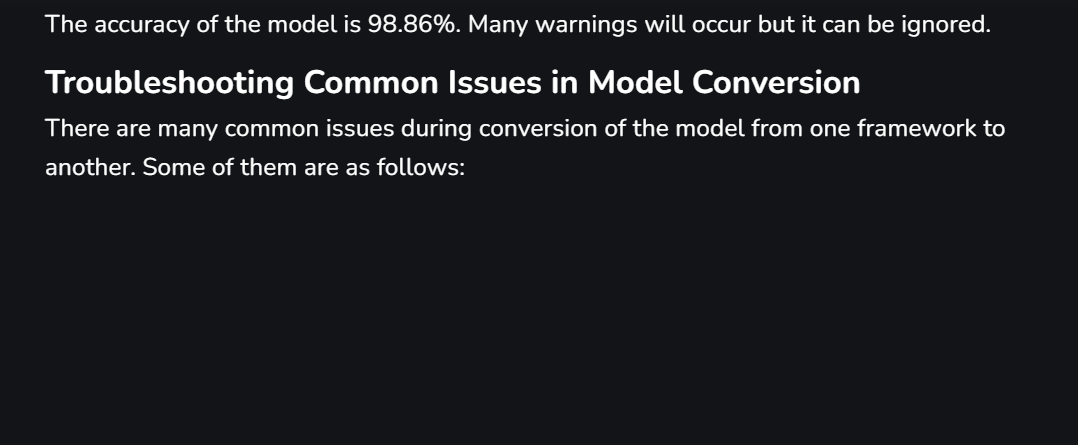 The accuracy of the model is 98.86%. Many warnings will occur but it can be ignored.
Troubleshooting Common Issues in Model Conversion
There are many common issues during conversion of the model from one framework to
another. Some of them are as follows: